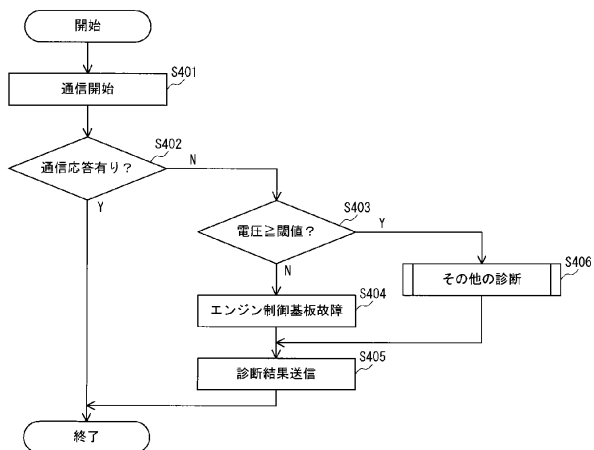 開始
S401
通信開始
S402
通信応答有り?
N
Y
S403
電圧≧閾値?
Y
N
S406
その他の診断
S404
エンジン制御基板故障
S405
診断結果送信
終了